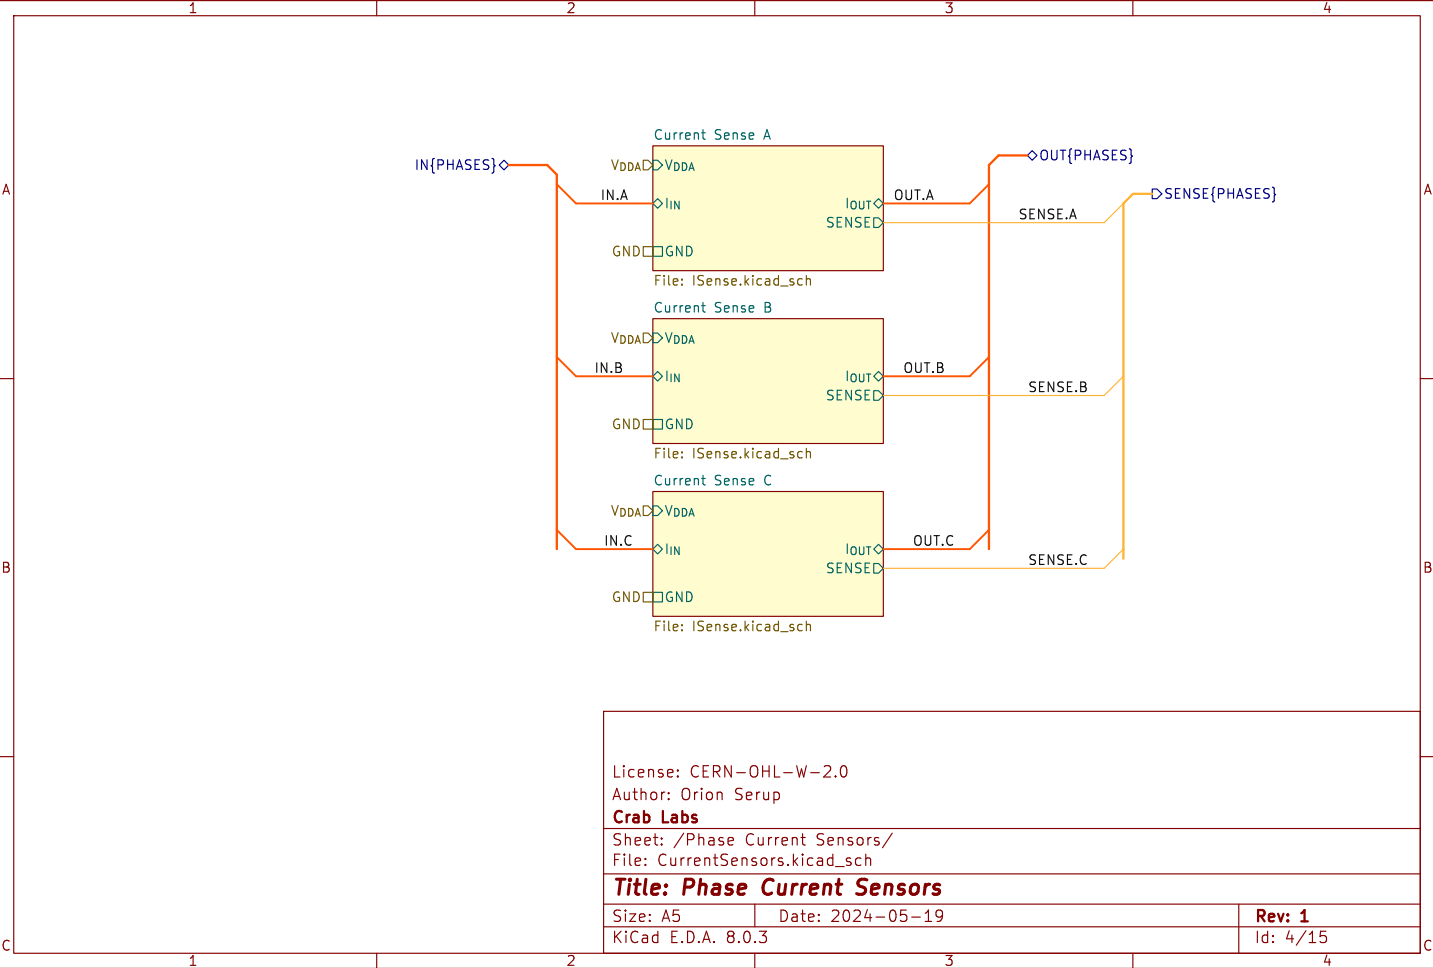 1 2 3 4
Current Sense A
IN{PHASES} VDDA VDDA OUT{PHASES}
A IN.A IIN IOUT OUT.A SENSE{PHASES} A
SENSE SENSE.A
GND GND
File: ISense.kicad_sch
Current Sense B
VDDA VDDA
IN.B IIN IOUT OUT.B
SENSE SENSE.B
GND GND
File: ISense.kicad_sch
Current Sense C
VDDA VDDA
IN.C IIN IOUT OUT.C
B SENSE SENSE.C B
GND GND
File: ISense.kicad_sch
License: CERN-OHL-W-2.0
Author: Orion Serup
Crab Labs
Sheet: /Phase Current Sensors/
File: CurrentSensors.kicad_sch
Title: Phase Current Sensors
Size: A5 Date: 2024-05-19 Rev: 1
KiCad E.D.A. 8.0.3 Id: 4/15
C C
1 2 3 4